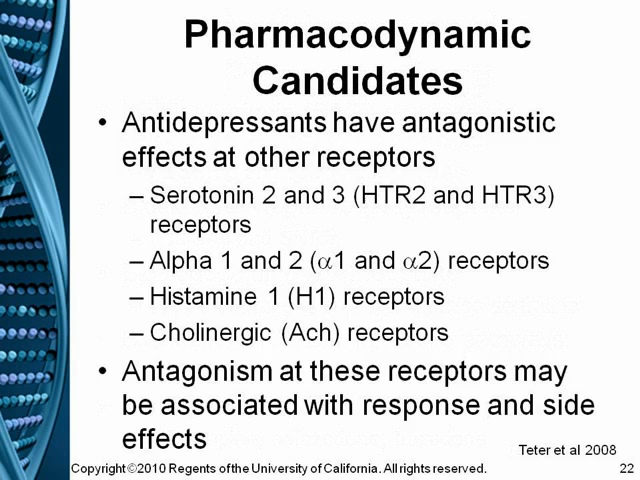 Pharmacodynamic
Candidates
• Antidepressants have antagonistic
effects at other receptors
– Serotonin 2 and 3 (HTR2 and HTR3)
receptors
– Alpha 1 and 2 (α1 and α2) receptors
– Histamine 1 (H1) receptors
– Cholinergic (Ach) receptors
• Antagonism at these receptors may
be associated with response and side
effects
Teter et al 2008
Copyright ©2010 Regents of the University of California. All rights reserved.
22